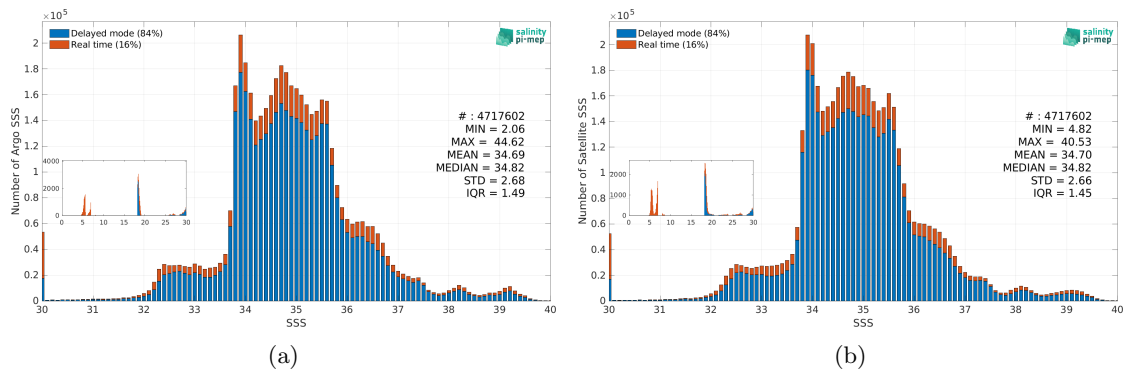 ×10⁵
Delayed mode (84%)
Real time (16%)
salinity
pi-mep
Number of Argo SSS
2
1.8
1.6
1.4
1.2
1
0.8
0.6
0.4
0.2
0
# : 4717602
MIN = 2.06
MAX = 44.62
MEAN = 34.69
MEDIAN = 34.82
STD = 2.68
IQR = 1.49
4000
2000
0
0 5 10 15 20 25 30
30 31 32 33 34 35 36 37 38 39 40
SSS
(a)
×10⁵
Delayed mode (84%)
Real time (16%)
salinity
pi-mep
Number of Satellite SSS
2
1.8
1.6
1.4
1.2
1
0.8
0.6
0.4
0.2
0
# : 4717602
MIN = 4.82
MAX = 40.53
MEAN = 34.70
MEDIAN = 34.82
STD = 2.66
IQR = 1.45
2000
1000
0
0 5 10 15 20 25 30
30 31 32 33 34 35 36 37 38 39 40
SSS
(b)